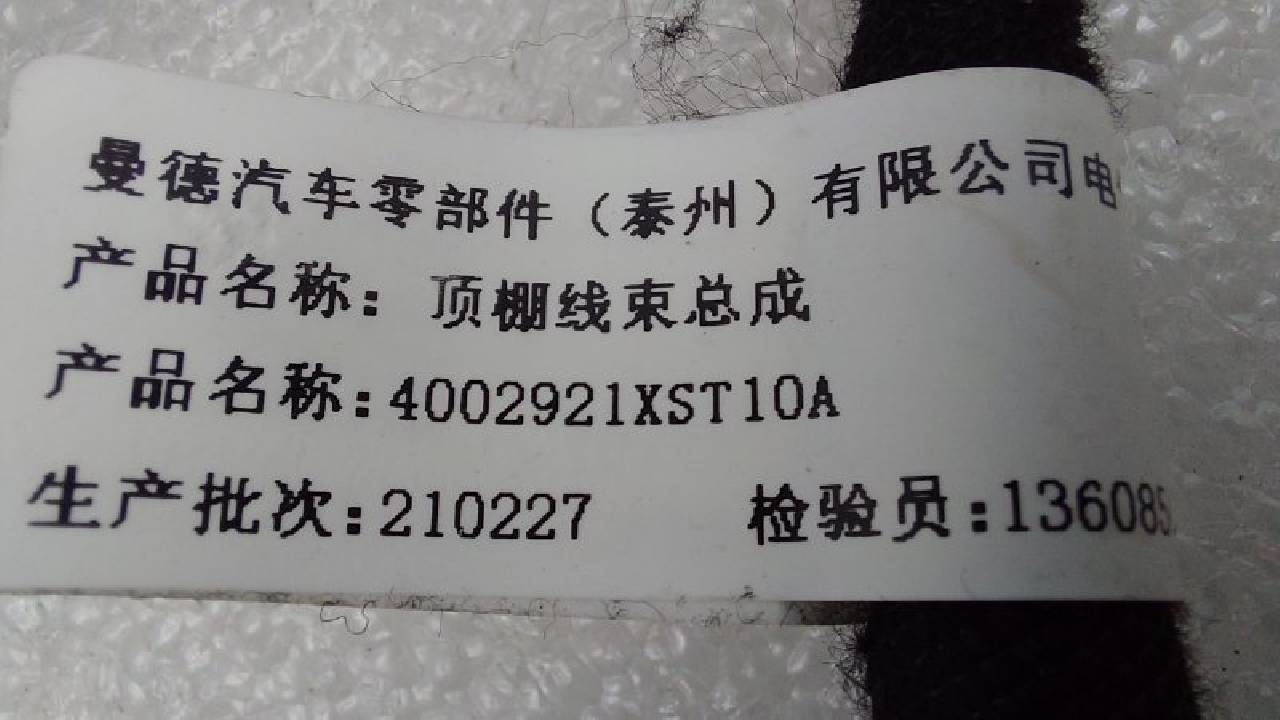 曼德汽车零部件（泰州）有限公司电
产品名称：顶棚线束总成
产品名称:4002921XST10A
生产批次:210227 检验员:136085